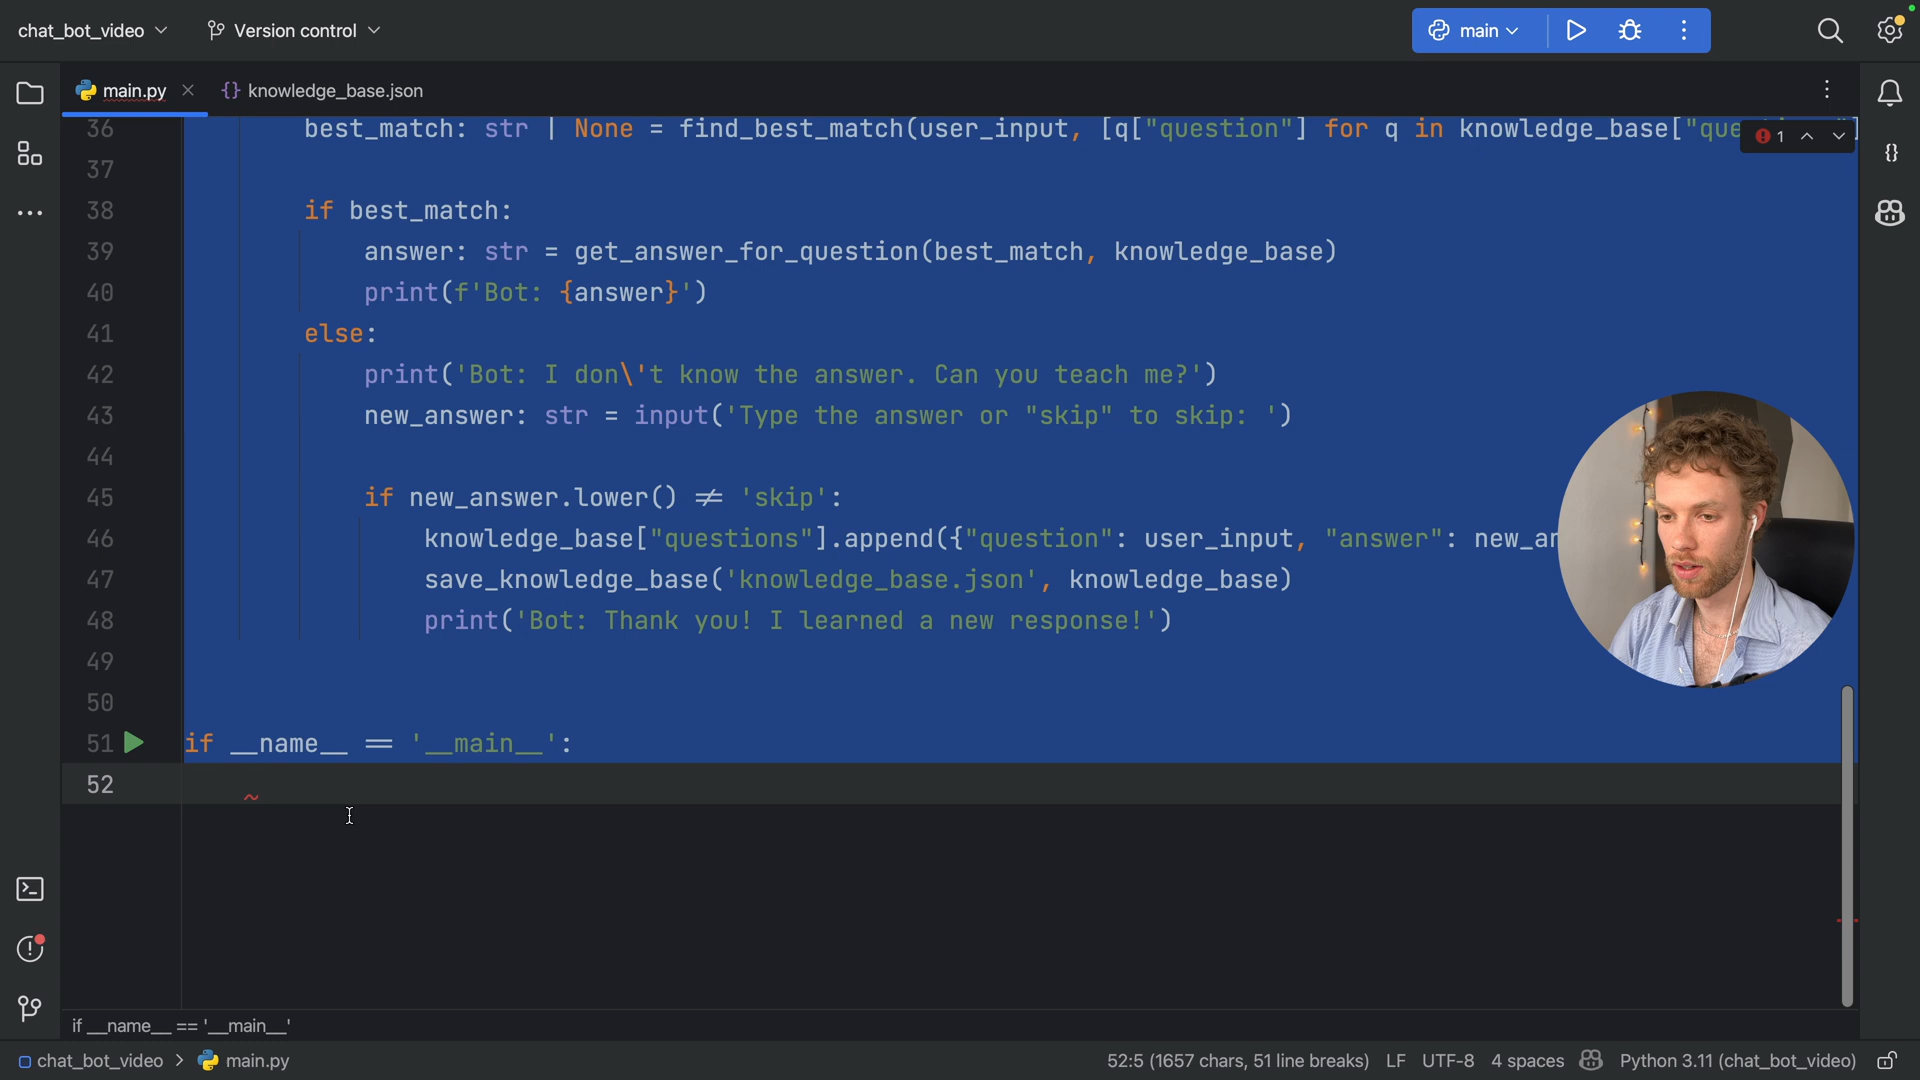 chat_bot_video
Version control
main
main.py
{} knowledge_base.json
36 best_match: str | None = find_best_match(user_input, [q["question"] for q in knowledge_base["que
1
37
38 if best_match:
39 answer: str = get_answer_for_question(best_match, knowledge_base)
40 print(f'Bot: {answer}')
41 else:
42 print('Bot: I don\'t know the answer. Can you teach me?')
43 new_answer: str = input('Type the answer or "skip" to skip: ')
44
45 if new_answer.lower() ≠ 'skip':
46 knowledge_base["questions"].append({"question": user_input, "answer": new_an
47 save_knowledge_base('knowledge_base.json', knowledge_base)
48 print('Bot: Thank you! I learned a new response!')
49
50
51 if __name__ == '__main__':
52
if __name__ == '__main__'
chat_bot_video > main.py
52:5 (1657 chars, 51 line breaks) LF UTF-8 4 spaces Python 3.11 (chat_bot_video)